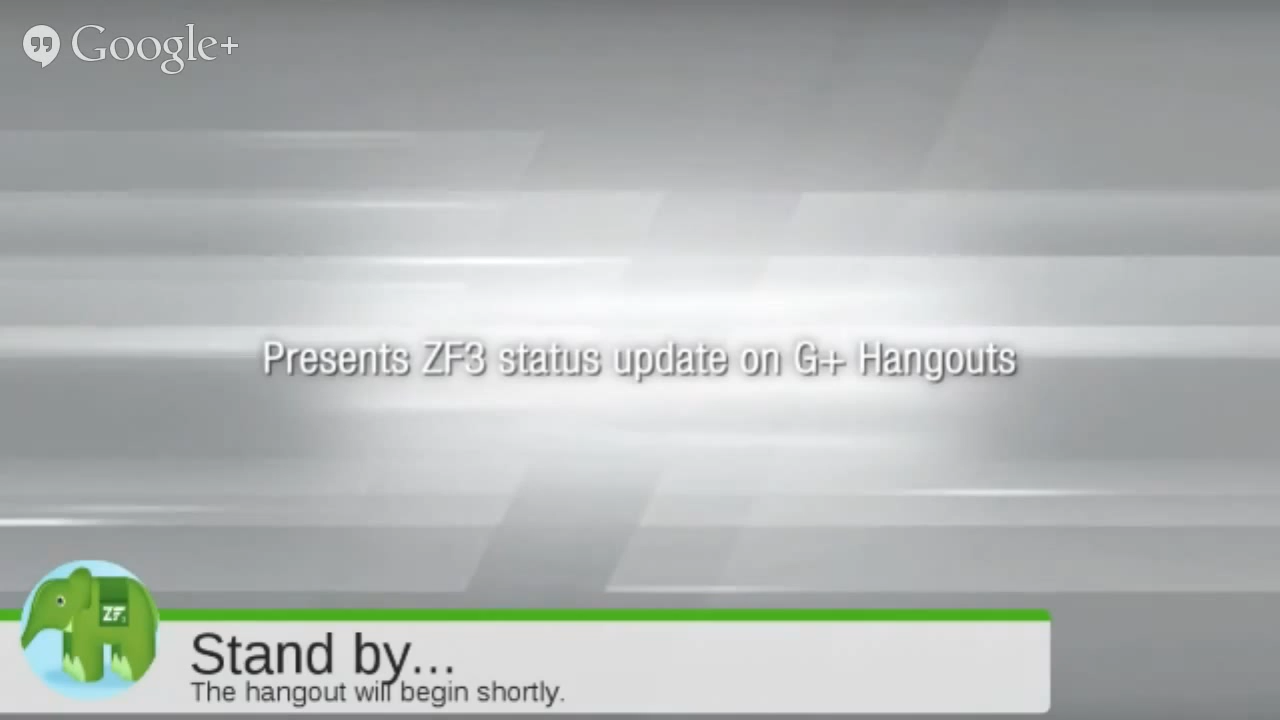 Google+
Presents ZF3 status update on G+ Hangouts
ZF
Stand by...
The hangout will begin shortly.